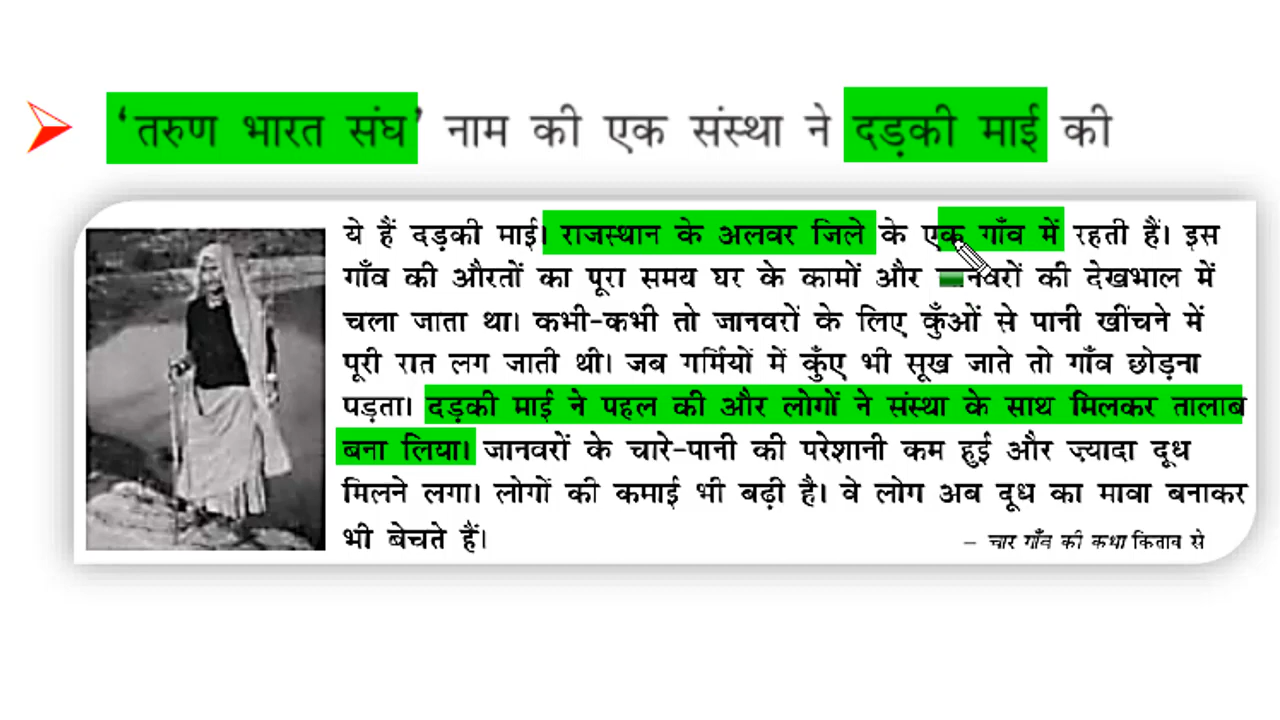 ‘तरुण भारत संघ’ नाम की एक संस्था ने दड़की माई की
ये हैं दड़की माई। राजस्थान के अलवर जिले के एक गाँव में रहती हैं। इस
गाँव की औरतों का पूरा समय घर के कामों और जानवरों की देखभाल में
चला जाता था। कभी-कभी तो जानवरों के लिए कुँओं से पानी खींचने में
पूरी रात लग जाती थी। जब गर्मियों में कुँए भी सूख जाते तो गाँव छोड़ना
पड़ता। दड़की माई ने पहल की और लोगों ने संस्था के साथ मिलकर तालाब
बना लिया। जानवरों के चारे-पानी की परेशानी कम हुई और ज़्यादा दूध
मिलने लगा। लोगों की कमाई भी बढ़ी है। वे लोग अब दूध का मावा बनाकर
भी बेचते हैं।
– चार गाँव की कथा किताब से